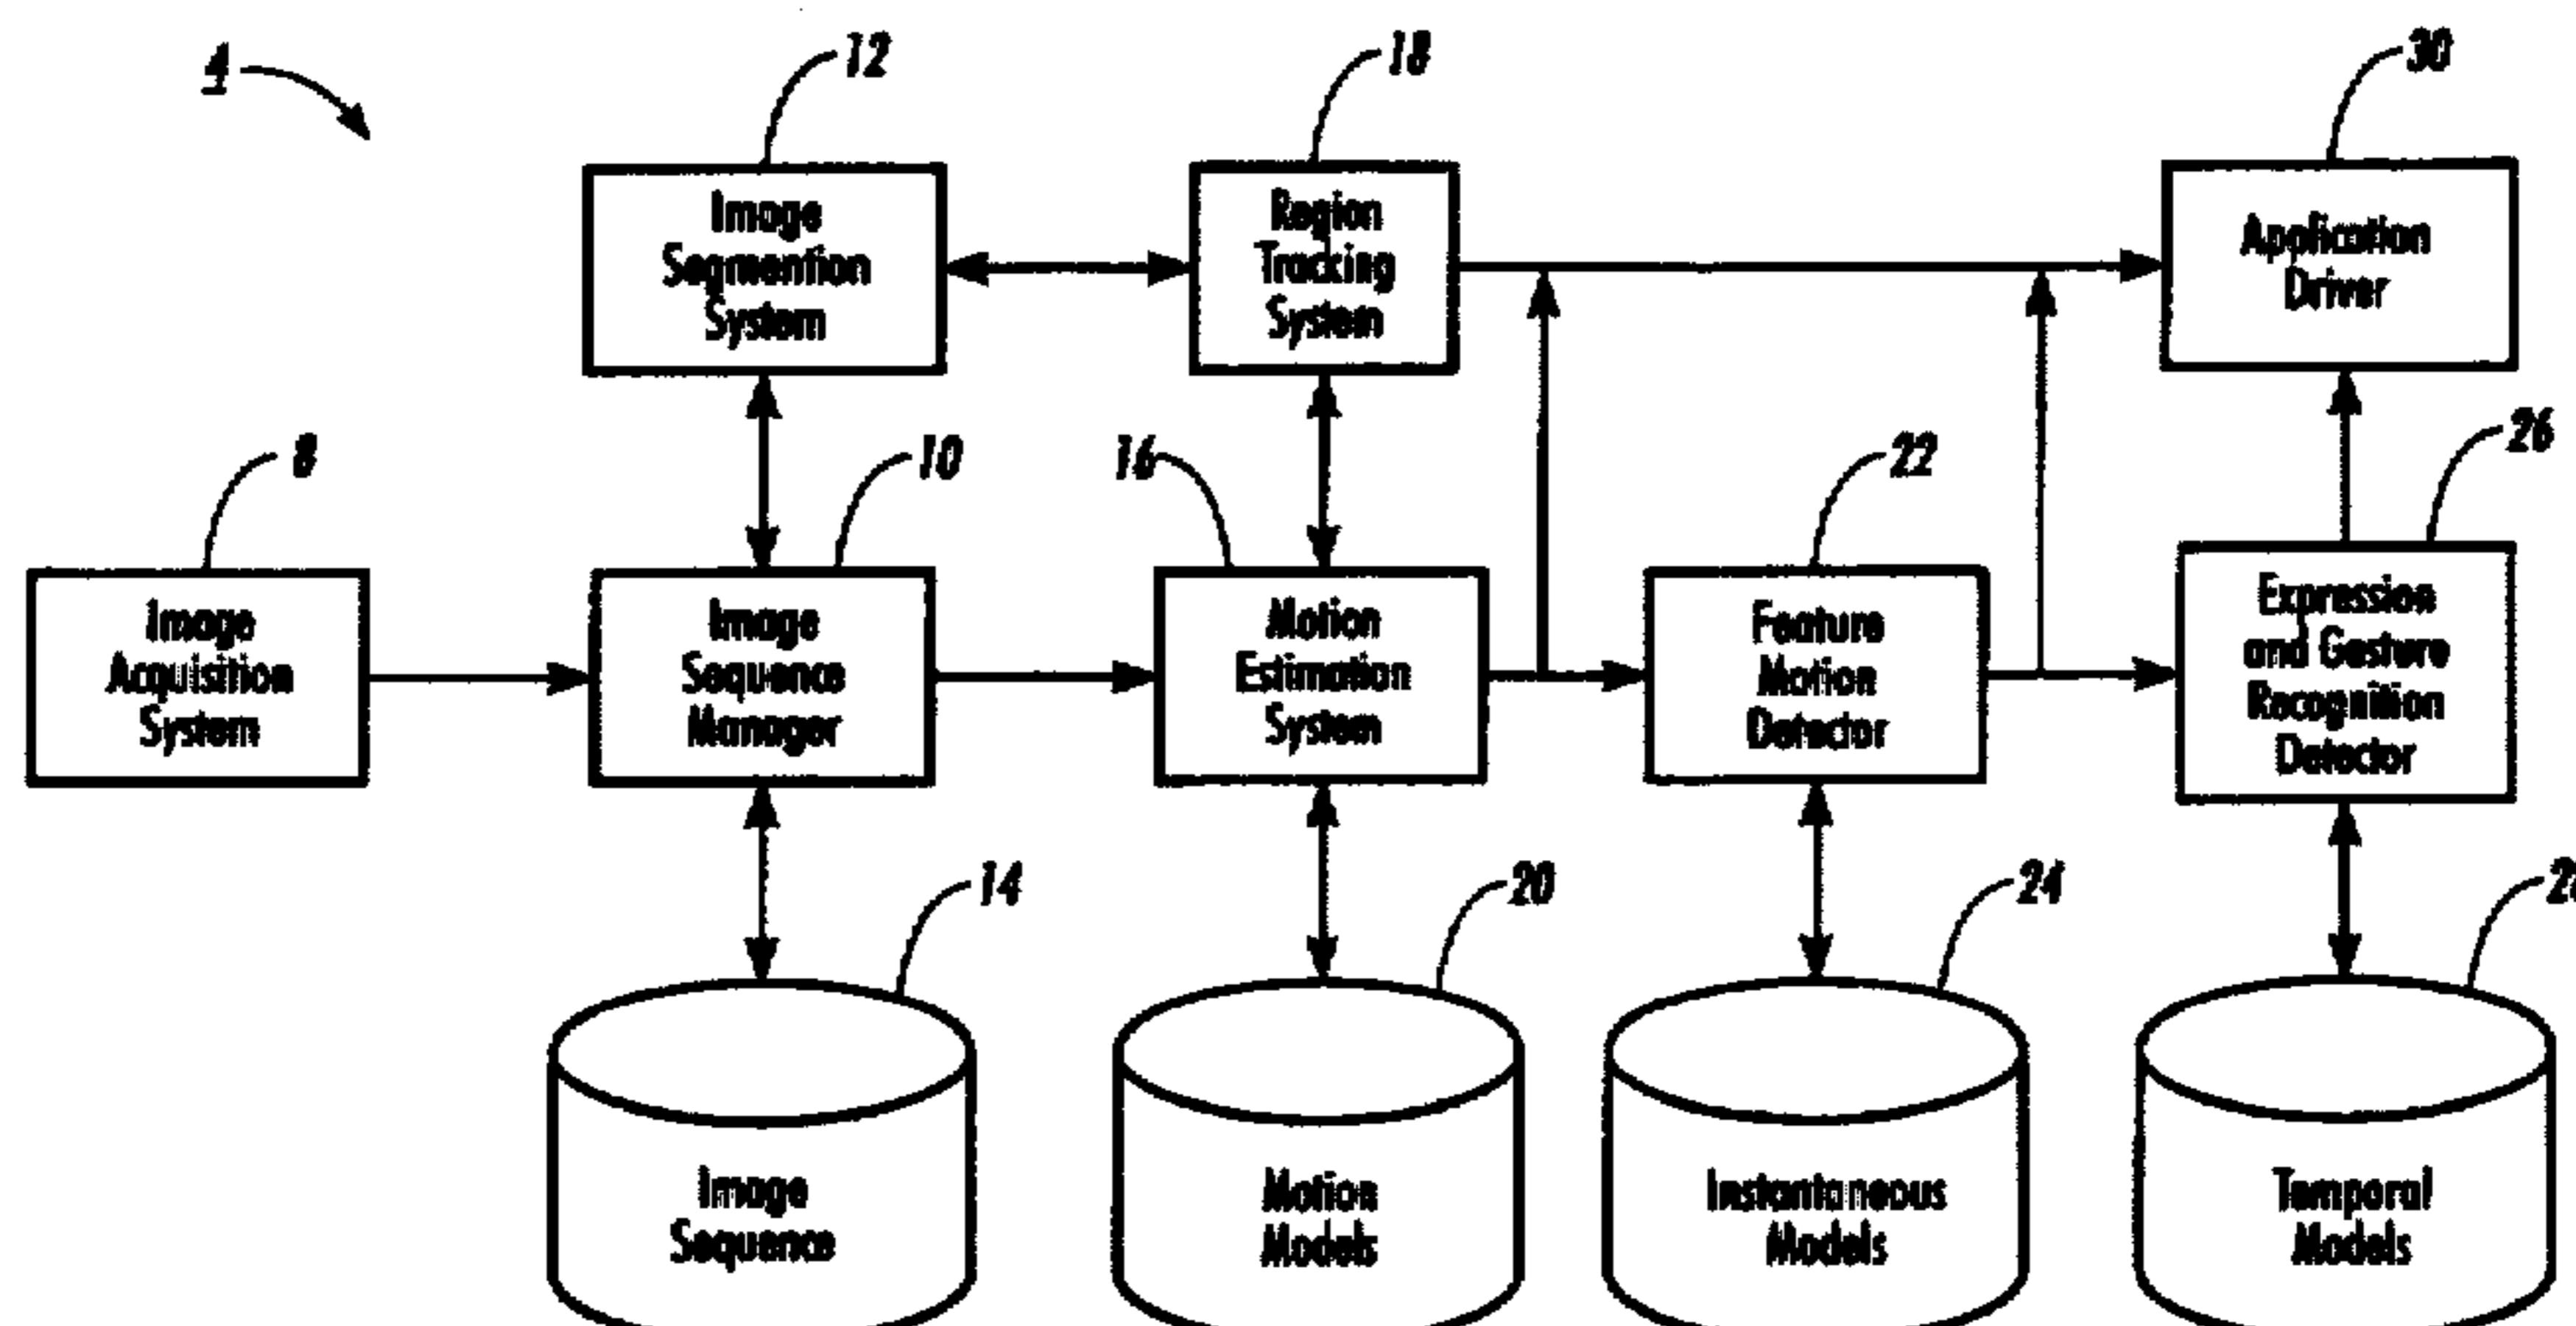 4
12
18
30
Image
Segmention
System
Region
Tracking
System
Application
Driver
8
10
16
22
26
Image
Acquisition
System
Image
Sequence
Manager
Motion
Estimation
System
Feature
Motion
Detector
Expression
and Gesture
Recognition
Detector
14
20
24
Image
Sequence
Motion
Models
Instantaneous
Models
Temporal
Models